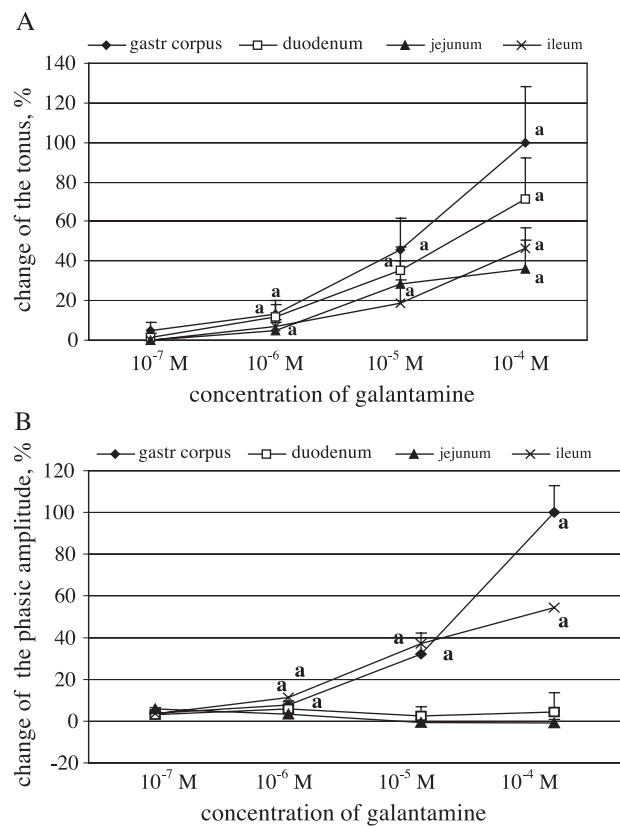 A
gastr corpus duodenum jejunum ileum
140
120
100
80
60
40
20
0
change of the tonus, %
a
a
a
a
a
a
a
a
a
a
10⁻⁷ M 10⁻⁶ M 10⁻⁵ M 10⁻⁴ M
concentration of galantamine
B
gastr corpus duodenum jejunum ileum
120
100
80
60
40
20
0
-20
change of the phasic amplitude, %
a
a
a
a
a
a
a
10⁻⁷ M 10⁻⁶ M 10⁻⁵ M 10⁻⁴ M
concentration of galantamine